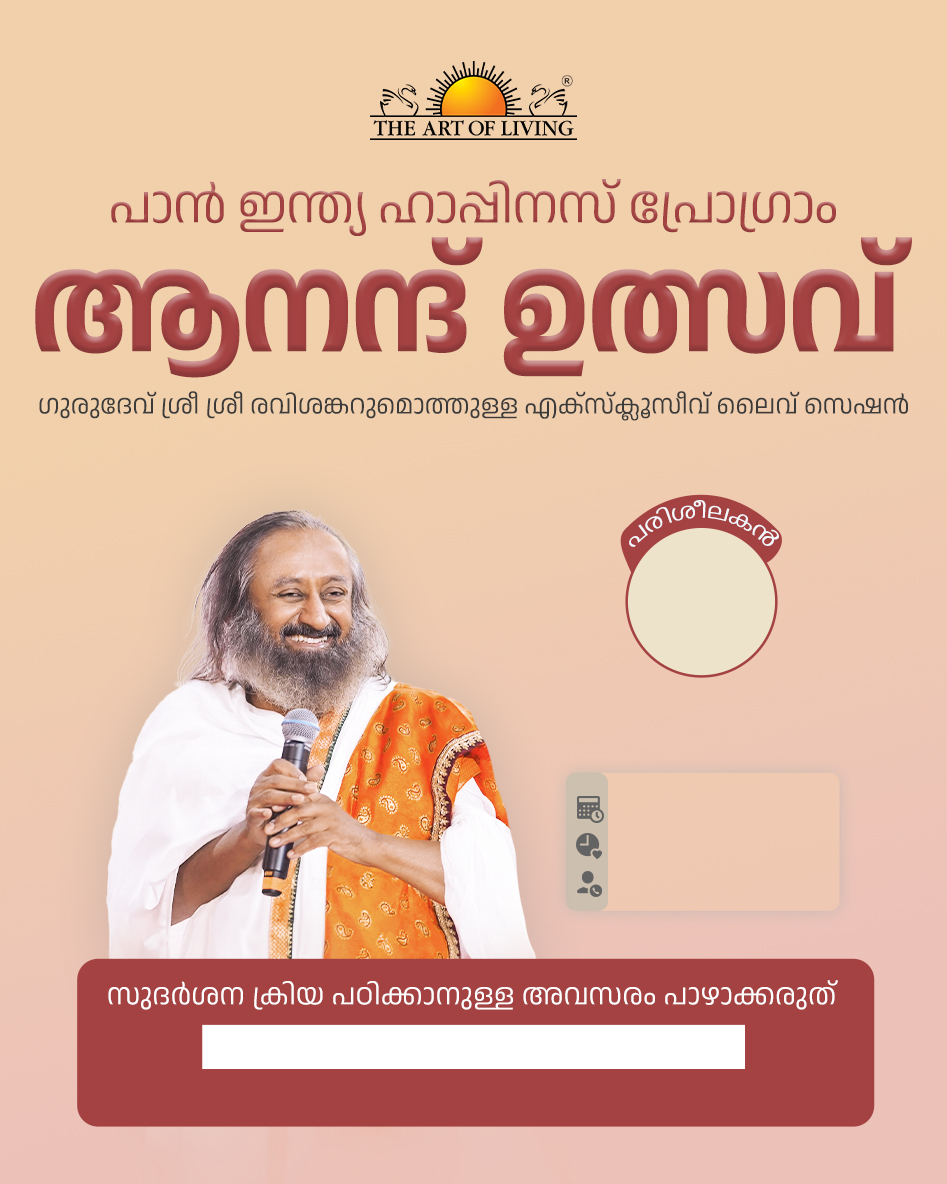 THE ART OF LIVING
®
പാൻ ഇന്ത്യ ഹാപ്പിനസ് പ്രോഗ്രാം
ആനന്ദ് ഉത്സവ്
ഗുരുദേവ് ശ്രീ ശ്രീ രവിശങ്കറുമൊത്തുള്ള എക്സ്ക്ലൂസീവ് ലൈവ് സെഷൻ
പരിശീലകൻ
സുദർശന ക്രിയ പഠിക്കാനുള്ള അവസരം പാഴാക്കരുത്